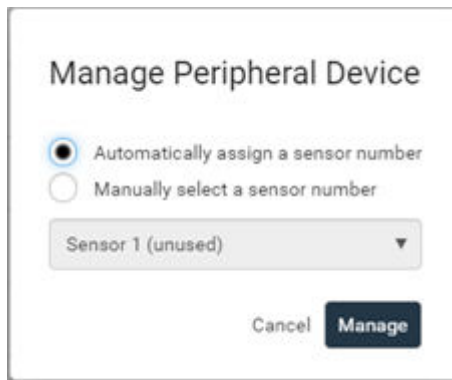 Manage Peripheral Device
Automatically assign a sensor number
Manually select a sensor number
Sensor 1 (unused)
Cancel Manage